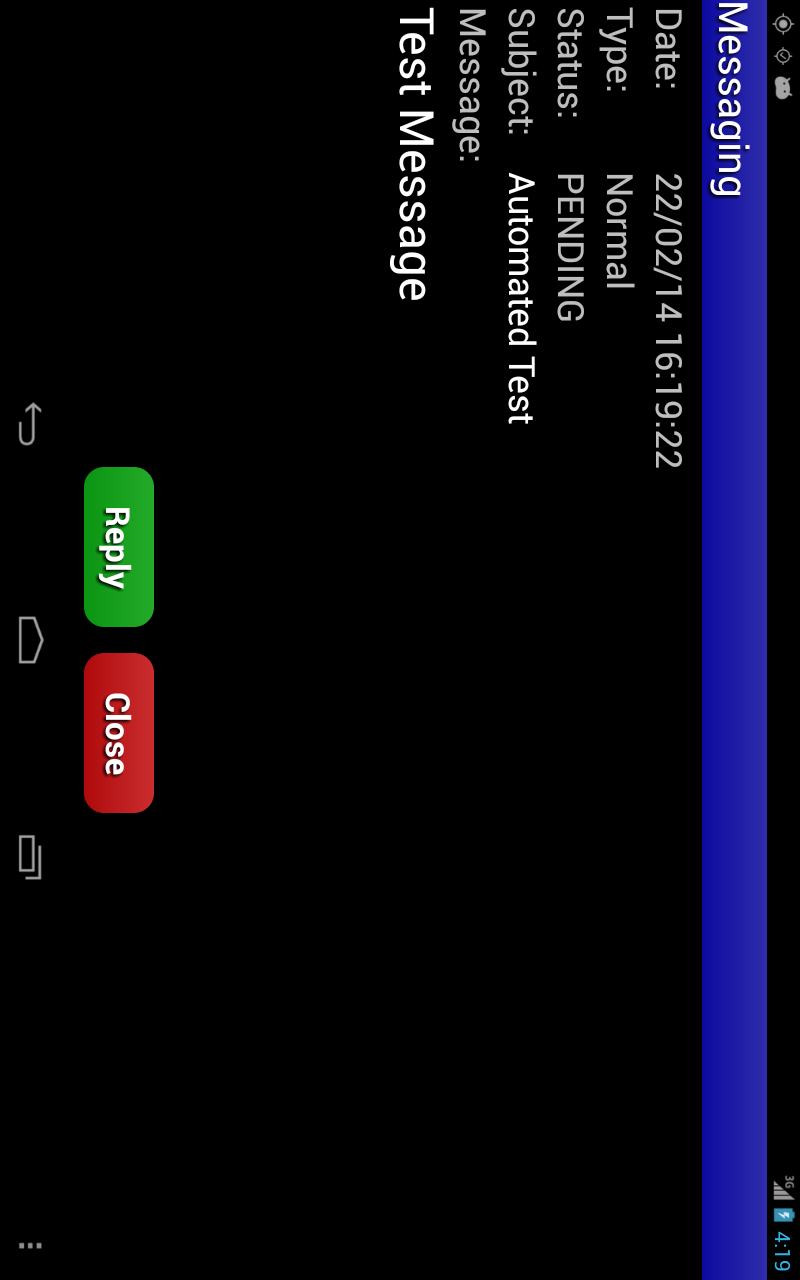 3G 4:19
Messaging
Date: 22/02/14 16:19:22
Type: Normal
Status: PENDING
Subject: Automated Test
Message:
Test Message
Reply Close